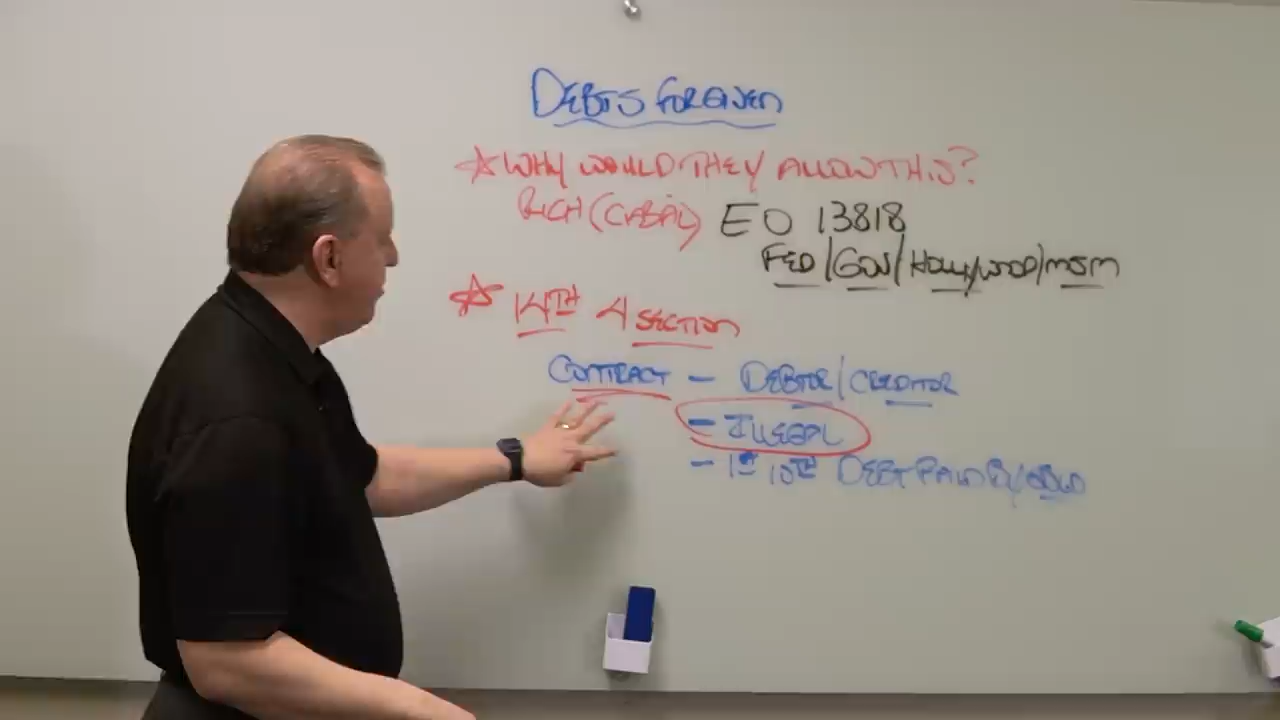 DEBTS FORGIVEN
☆ WHY WOULD THEY ALLOW THIS?
RICH (CABAL) EO 13818
FED/GOV/HOLLYWOOD/MSM
☆ 14TH 4 SECTION
CONTRACT - DEBTOR/CREDITOR
- ILLEGAL
- 1st 10TH DEBT PAID BY GOLD